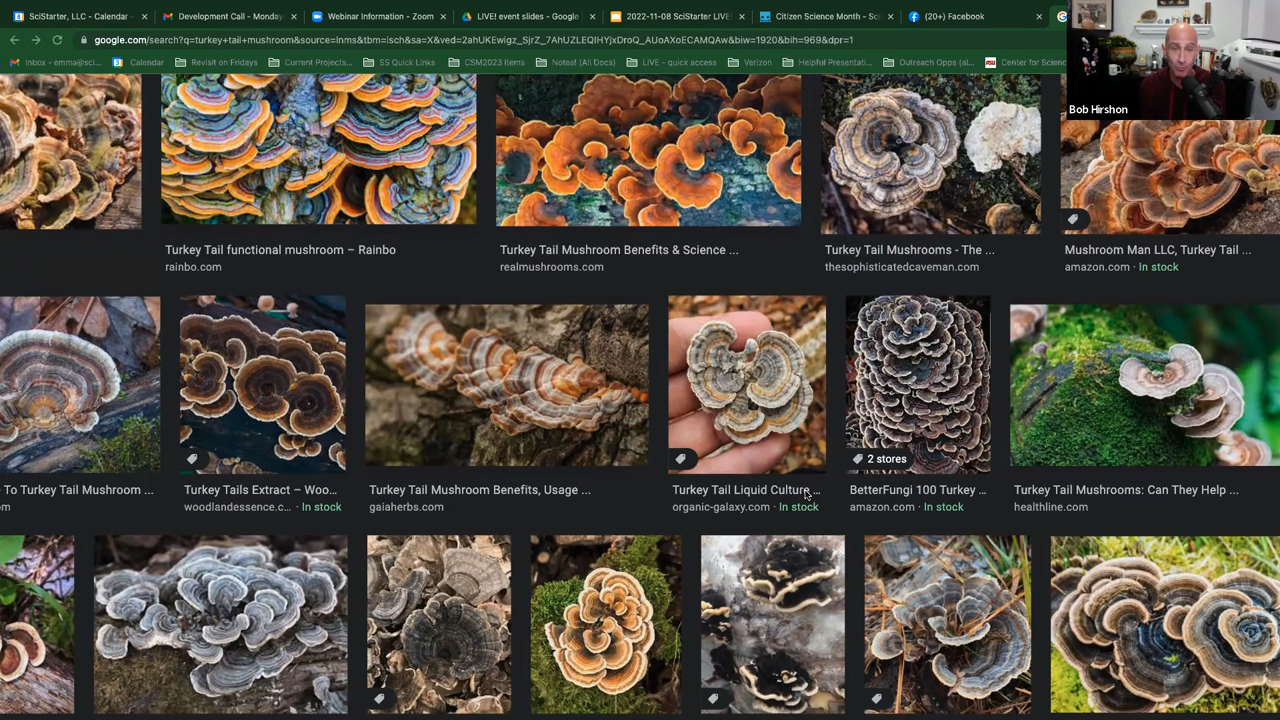 SciStarter, LLC - Calendar
Development Call - Monday
Webinar Information - Zoom
LIVE! event slides - Google
2022-11-08 SciStarter LIVE!
Citizen Science Month - Sc
(20+) Facebook
google.com/search?q=turkey+tail+mushroom&source=lnms&tbm=isch&sa=X&ved=2ahUKEwigz_SjrZ_7AhUZLEQIHYjxDroQ_AUoAXoECAMQAw&biw=1920&bih=969&dpr=1
Inbox - emma@sci...
Calendar
Revisit on Fridays
Current Projects...
SS Quick Links
CSM2023 items
Notes! (All Docs)
LIVE - quick access
Verizon
Helpful Presentati...
Outreach Opps (al...
ASU
Center for Scienc
Bob Hirshon
Turkey Tail functional mushroom – Rainbo
rainbo.com
Turkey Tail Mushroom Benefits & Science ...
realmushrooms.com
Turkey Tail Mushrooms - The ...
thesophisticatedcaveman.com
Mushroom Man LLC, Turkey Tail ...
amazon.com · In stock
2 stores
To Turkey Tail Mushroom ...
om
Turkey Tails Extract – Woo...
woodlandessence.c... · In stock
Turkey Tail Mushroom Benefits, Usage ...
gaiaherbs.com
Turkey Tail Liquid Culture ...
organic-galaxy.com · In stock
BetterFungi 100 Turkey ...
amazon.com · In stock
Turkey Tail Mushrooms: Can They Help ...
healthline.com